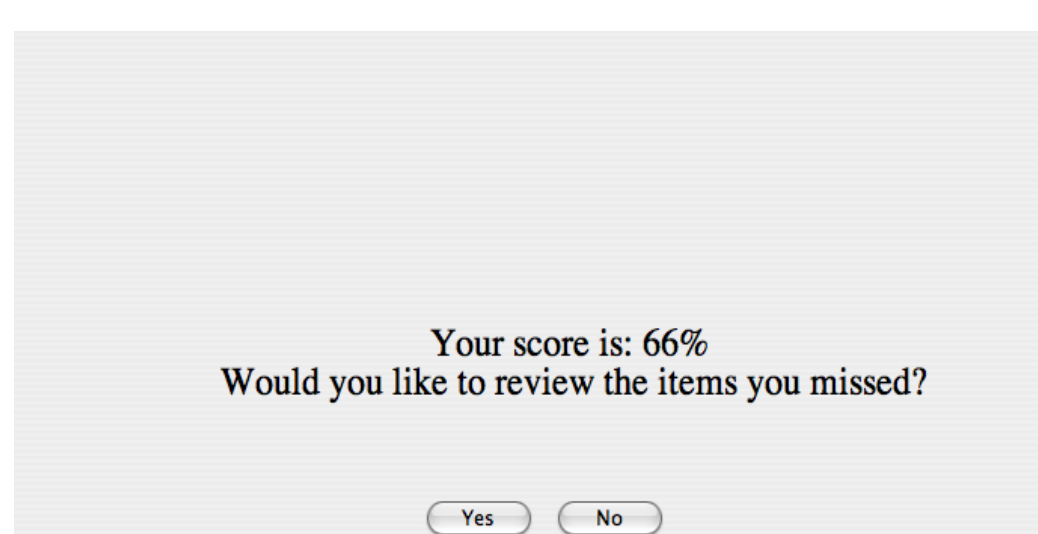 Your score is: 66%
Would you like to review the items you missed?
Yes No